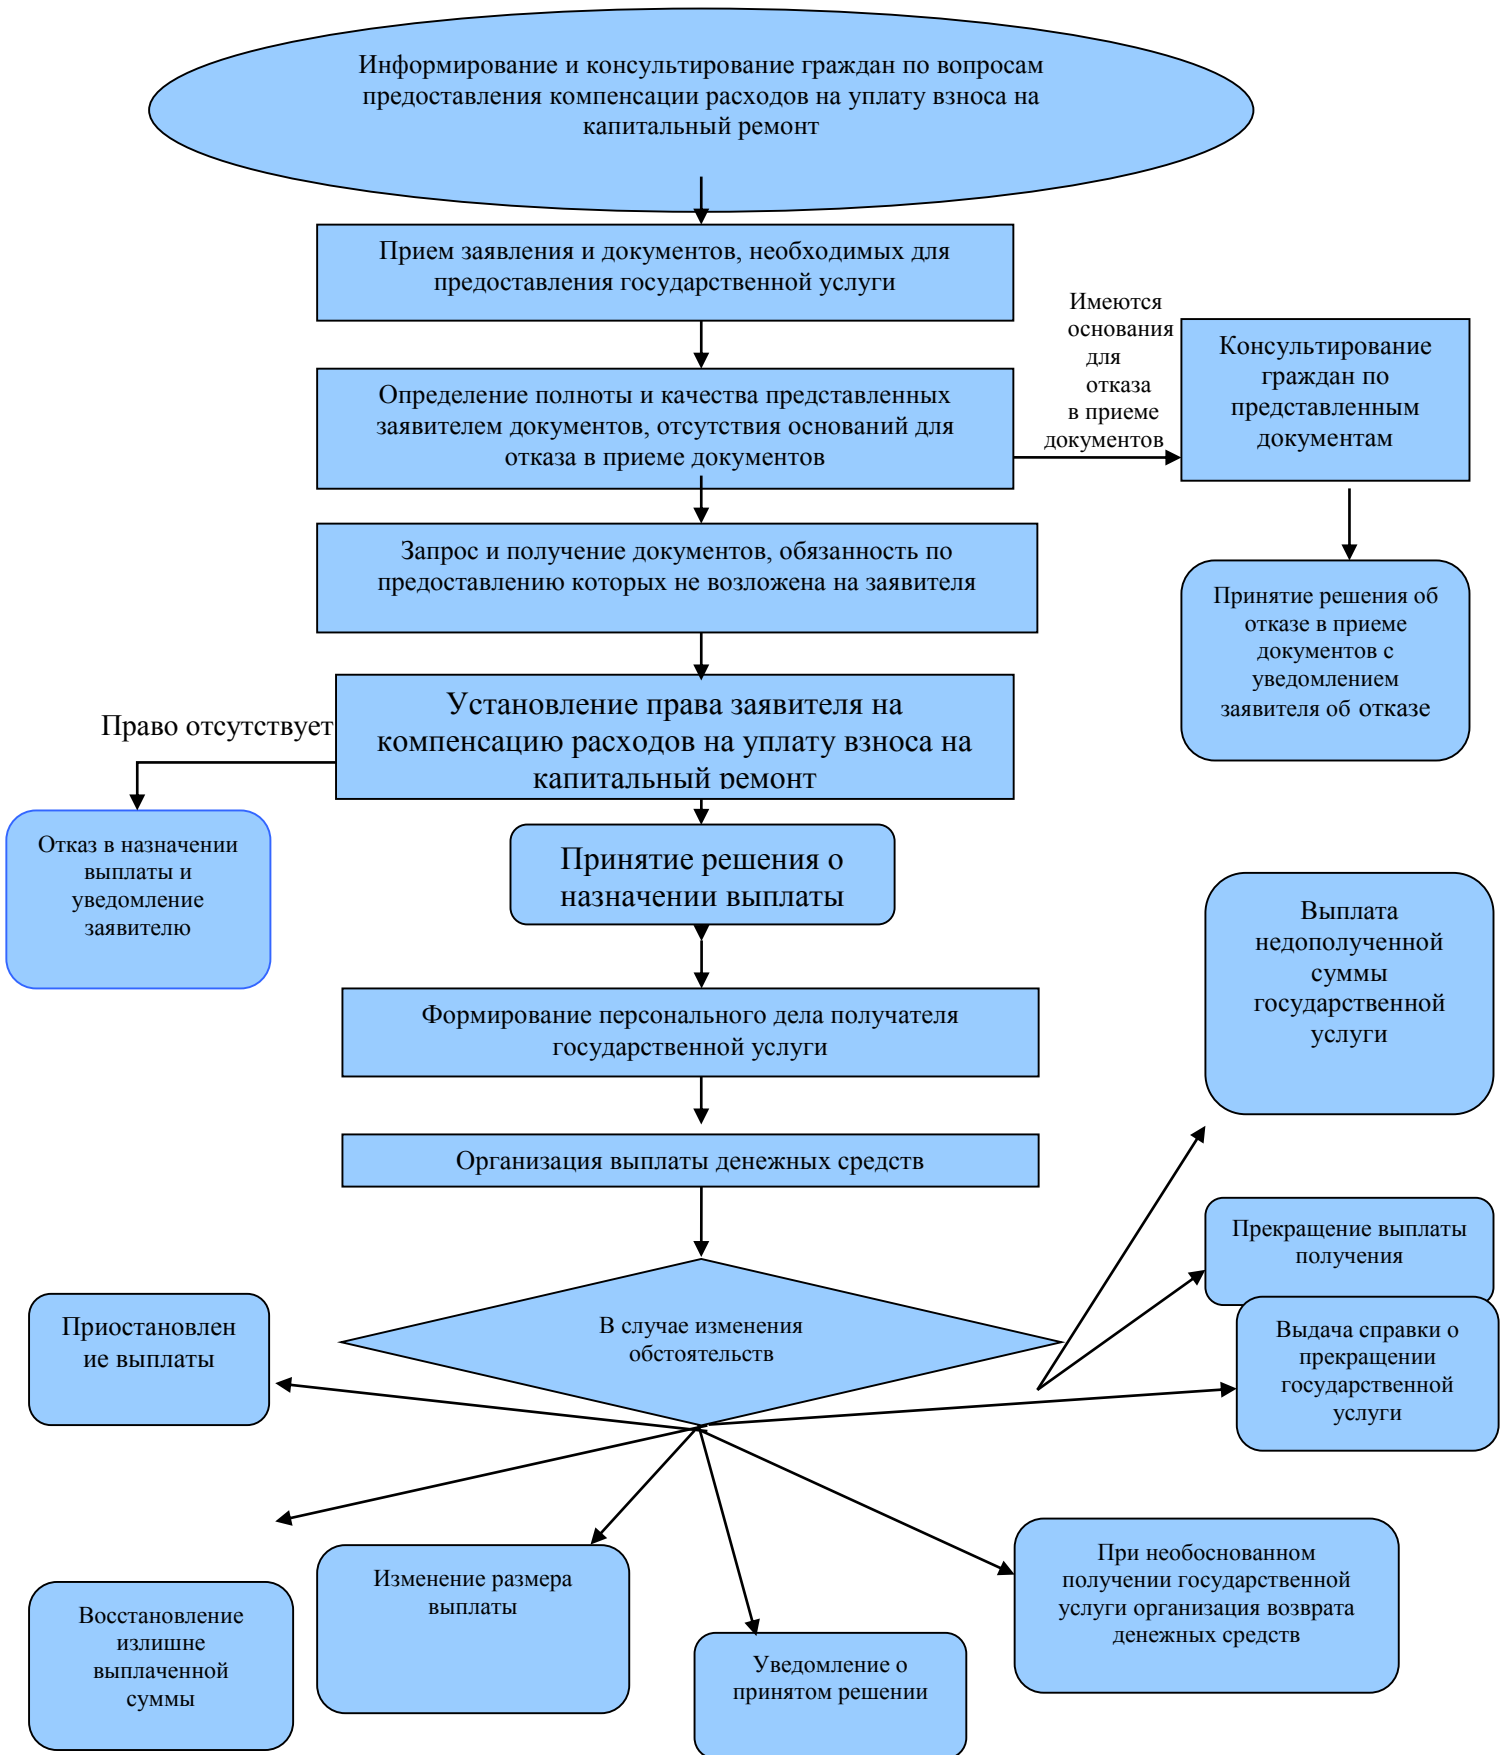 Информирование и консультирование граждан по вопросам
предоставления компенсации расходов на уплату взноса на
капитальный ремонт
Прием заявления и документов, необходимых для
предоставления государственной услуги
Имеются
основания
для
отказа
в приеме
документов
Консультирование
граждан по
представленным
документам
Определение полноты и качества представленных
заявителем документов, отсутствия оснований для
отказа в приеме документов
Запрос и получение документов, обязанность по
предоставлению которых не возложена на заявителя
Принятие решения об
отказе в приеме
документов с
уведомлением
заявителя об отказе
Установление права заявителя на
компенсацию расходов на уплату взноса на
капитальный ремонт
Право отсутствует
Отказ в назначении
выплаты и
уведомление
заявителю
Принятие решения о
назначении выплаты
Выплата
недополученной
суммы
государственной
услуги
Формирование персонального дела получателя
государственной услуги
Организация выплаты денежных средств
Прекращение выплаты
получения
В случае изменения
обстоятельств
Приостановлен
ие выплаты
Выдача справки о
прекращении
государственной
услуги
При необоснованном
получении государственной
услуги организация возврата
денежных средств
Изменение размера
выплаты
Восстановление
излишне
выплаченной
суммы
Уведомление о
принятом решении